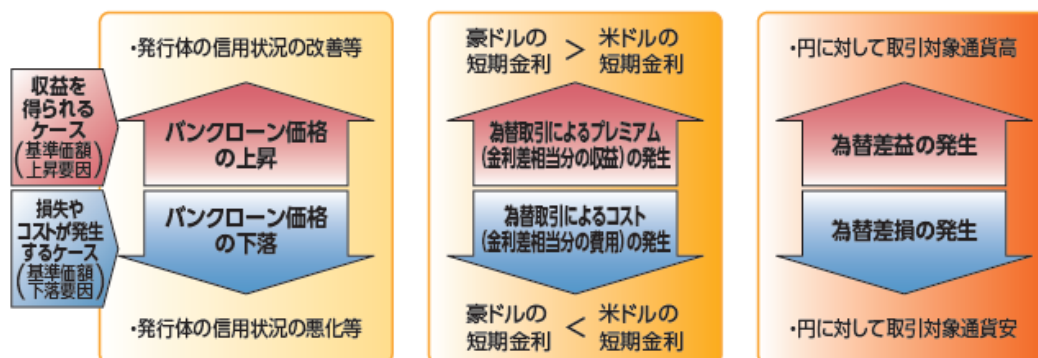 収益を
得られる
ケース
(基準価額
上昇要因)
損失や
コストが発生
するケース
(基準価額
下落要因)
・発行体の信用状況の改善等
バンクローン価格
の上昇
バンクローン価格
の下落
・発行体の信用状況の悪化等
豪ドルの
短期金利
>
米ドルの
短期金利
為替取引によるプレミアム
(金利差相当分の収益)の発生
為替取引によるコスト
(金利差相当分の費用)の発生
豪ドルの
短期金利
<
米ドルの
短期金利
・円に対して取引対象通貨高
為替差益の発生
為替差損の発生
・円に対して取引対象通貨安